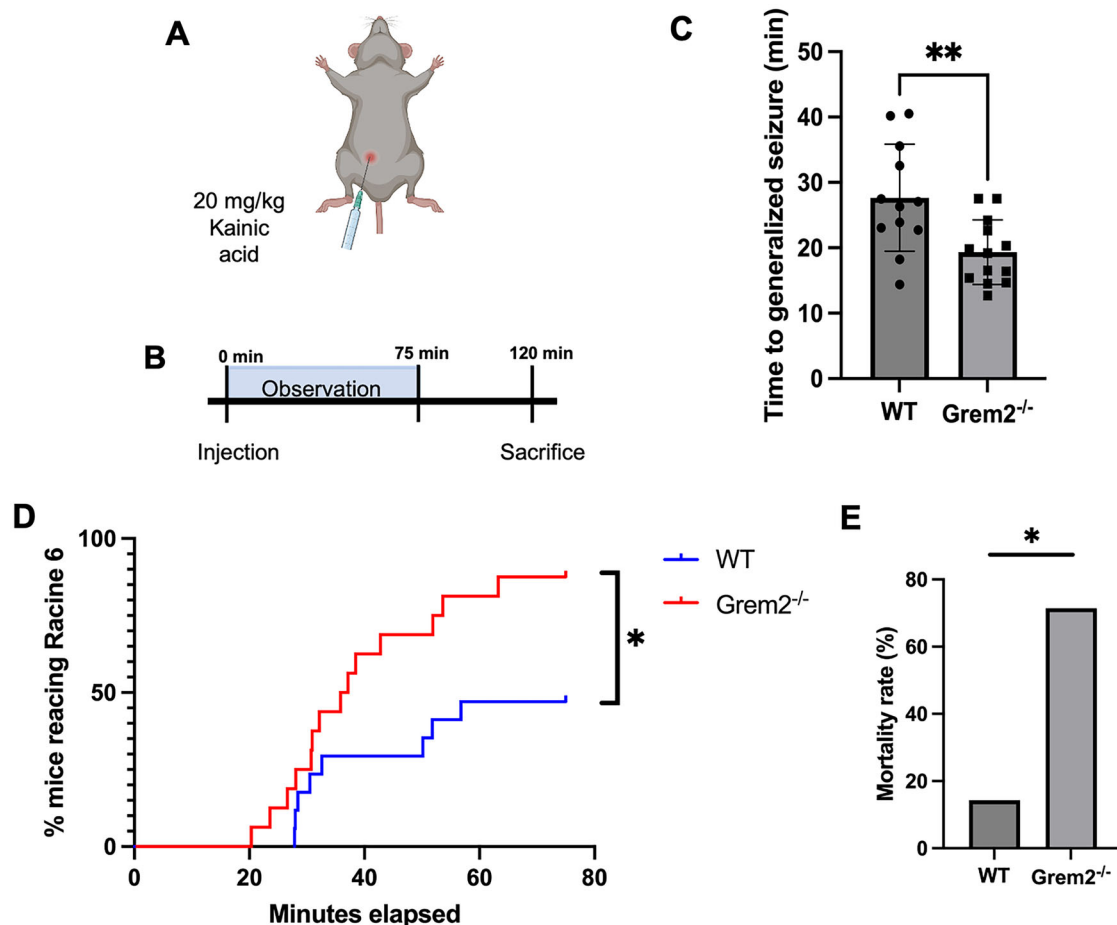 A
20 mg/kg
Kainic
acid
B
0 min
75 min
120 min
Observation
Injection
Sacrifice
C
Time to generalized seizure (min)
50
40
30
20
10
0
**
WT
Grem2-/-
D
% mice reacing Racine 6
100
50
0
0
20
40
60
80
Minutes elapsed
WT
Grem2-/-
*
E
*
Mortality rate (%)
80
60
40
20
0
WT
Grem2-/-